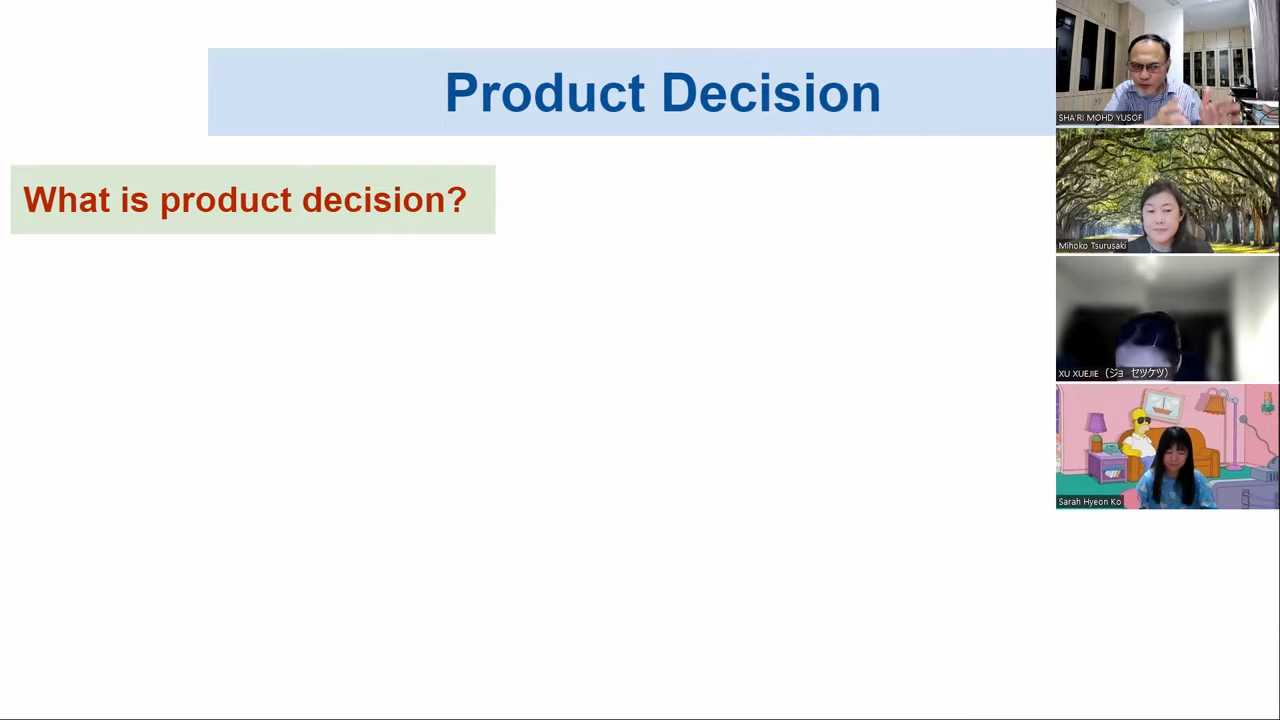 Product Decision
What is product decision?
SHA'RI MOHD YUSOF
Mihoko Tsurusaki
XU XUEJIE（ジョ　セツケツ）
Sarah Hyeon Ko